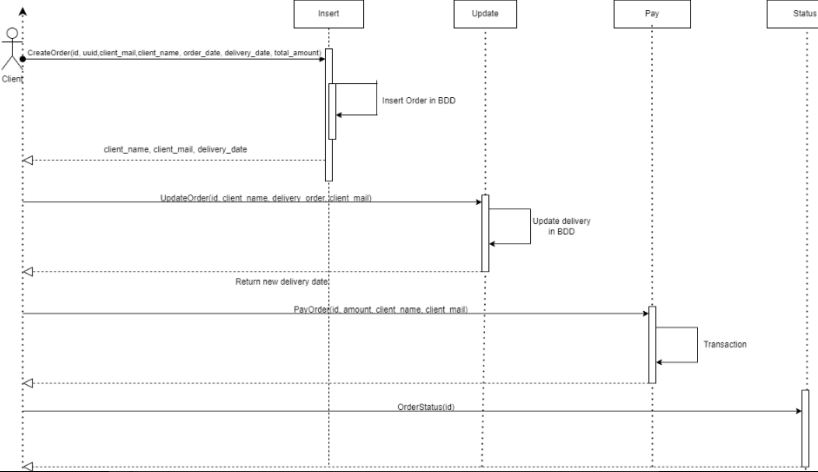 Insert
Update
Pay
Status
CreateOrder(id, uuid,client_mail,client_name, order_date, delivery_date, total_amount)
Client
Insert Order in BDD
client_name, client_mail, delivery_date
UpdateOrder(id, client_name, delivery_order, client_mail)
Update delivery
in BDD
Return new delivery date
PayOrder(id, amount, client_name, client_mail)
Transaction
OrderStatus(id)